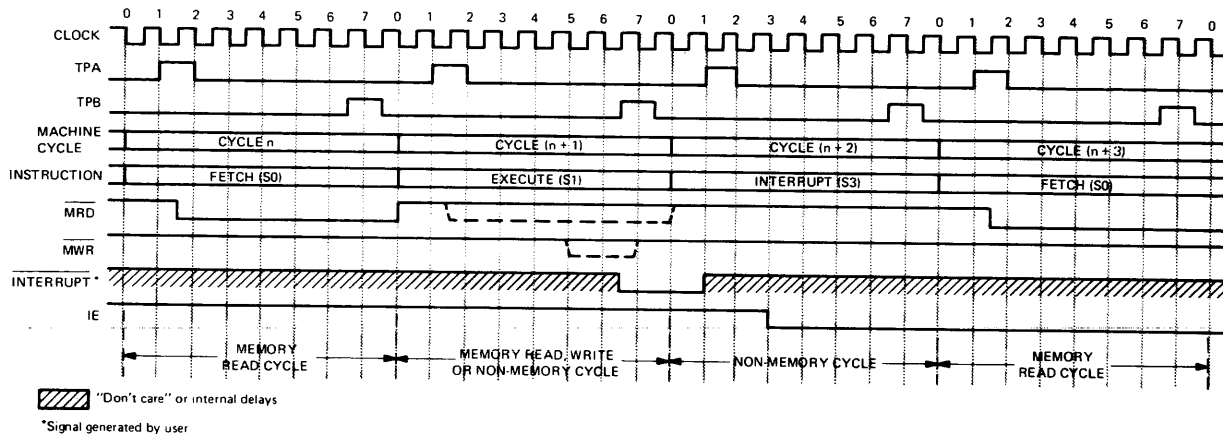 0 1 2 3 4 5 6 7 0 1 2 3 4 5 6 7 0 1 2 3 4 5 6 7 0 1 2 3 4 5 6 7 0
CLOCK
TPA
TPB
MACHINE
CYCLE
CYCLE n
CYCLE (n + 1)
CYCLE (n + 2)
CYCLE (n + 3)
INSTRUCTION
FETCH (S0)
EXECUTE (S1)
INTERRUPT (S3)
FETCH (S0)
MRD
MWR
INTERRUPT *
IE
MEMORY
READ CYCLE
MEMORY READ, WRITE
OR NON-MEMORY CYCLE
NON-MEMORY CYCLE
MEMORY
READ CYCLE
"Don't care" or internal delays
*Signal generated by user